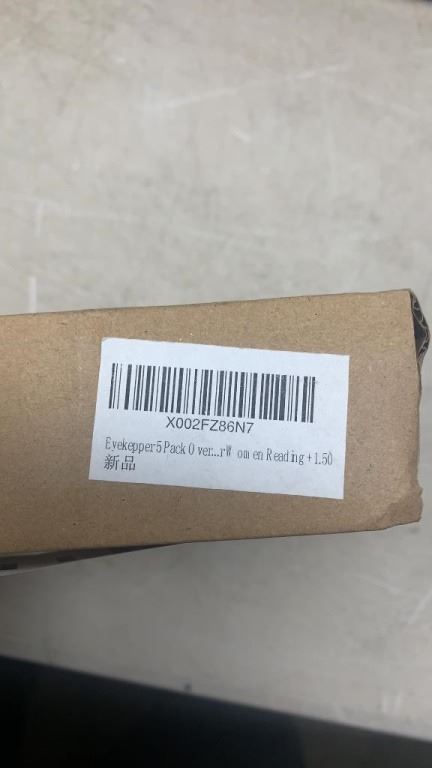 X002FZ86N7
Eyekepper 5 Pack Over...r Women Reading +1.50
新品